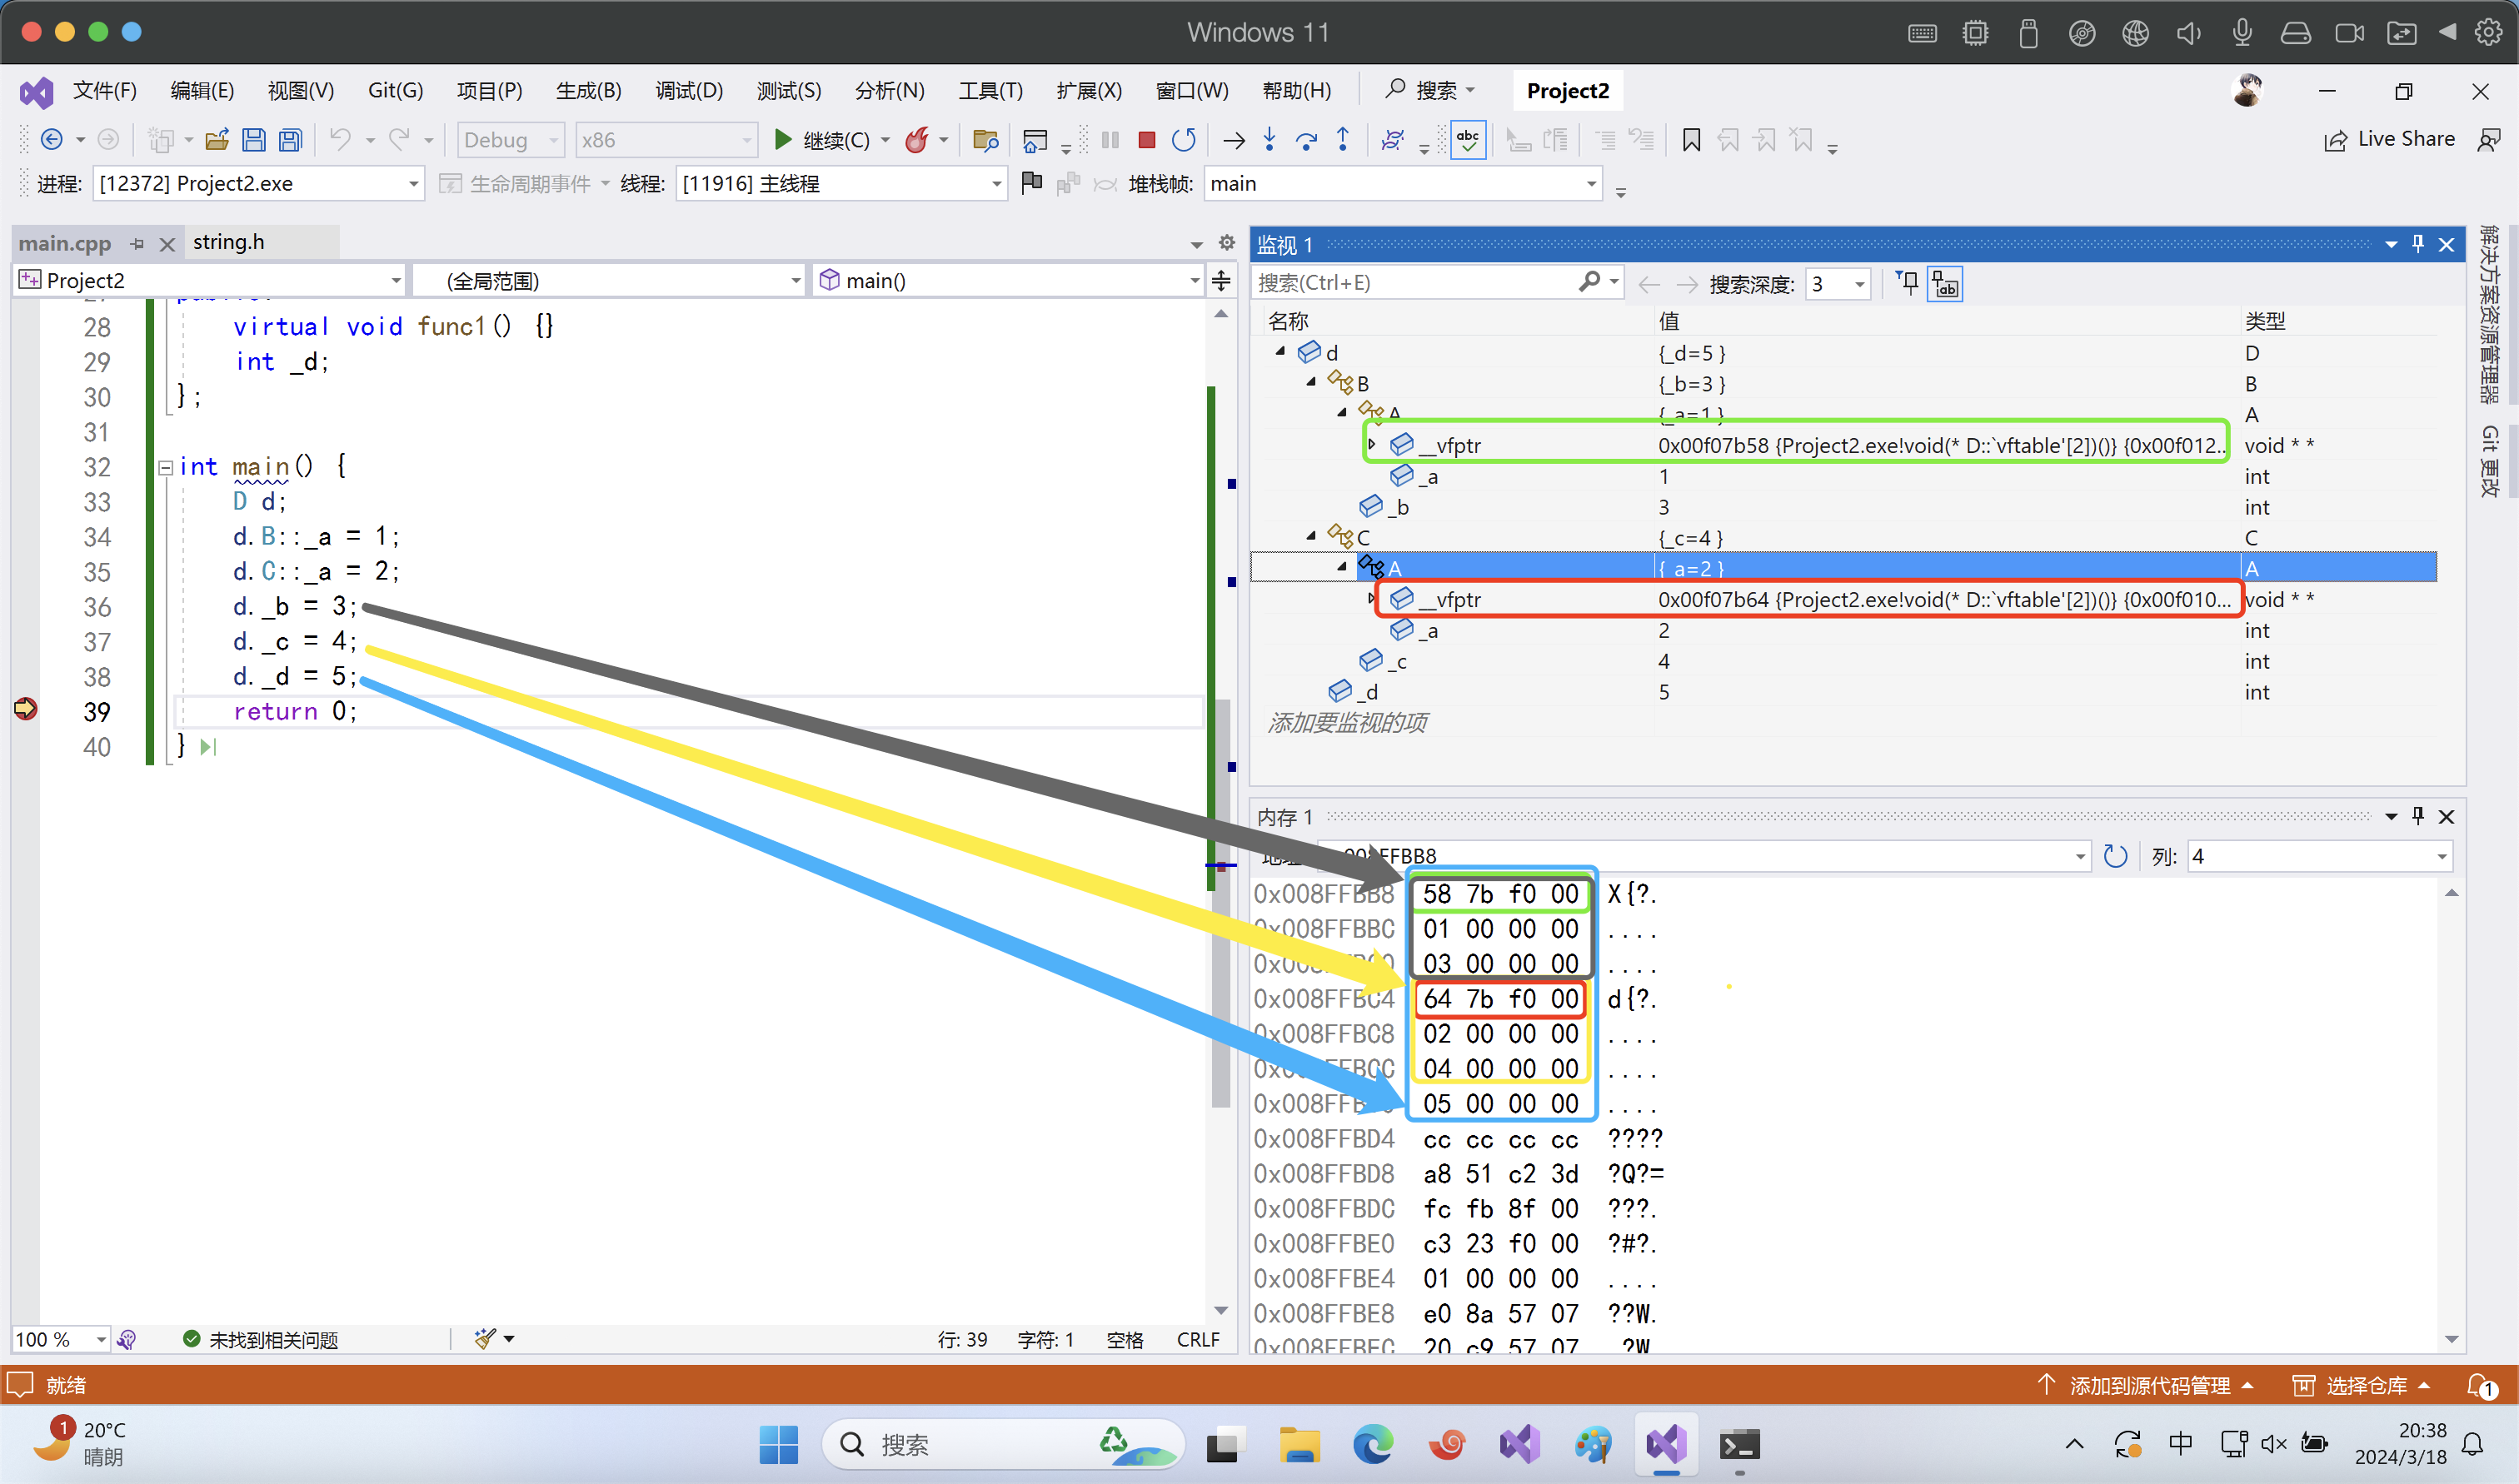 Windows 11
文件(F) 编辑(E) 视图(V) Git(G) 项目(P) 生成(B) 调试(D) 测试(S) 分析(N) 工具(T) 扩展(X) 窗口(W) 帮助(H) 搜索 Project2
Debug x86 继续(C) abc Live Share
进程: [12372] Project2.exe 生命周期事件 线程: [11916] 主线程 堆栈帧: main
main.cpp string.h
Project2 (全局范围) main()
28 virtual void func1() {}
29 int _d;
30 };
31
32 int main() {
33 D d;
34 d.B::_a = 1;
35 d.C::_a = 2;
36 d._b = 3;
37 d._c = 4;
38 d._d = 5;
39 return 0;
40 }
100 % 未找到相关问题 行: 39 字符: 1 空格 CRLF
监视 1
搜索(Ctrl+E) 搜索深度: 3
名称 值 类型
d {_d=5 } D
B {_b=3 } B
A {_a=1 } A
__vfptr 0x00f07b58 {Project2.exe!void(* D::`vftable'[2])()} {0x00f012... void * *
_a 1 int
_b 3 int
C {_c=4 } C
A {_a=2 } A
__vfptr 0x00f07b64 {Project2.exe!void(* D::`vftable'[2])()} {0x00f010... void * *
_a 2 int
_c 4 int
_d 5 int
添加要监视的项
内存 1
008FFBB8 列: 4
0x008FFBB8 58 7b f0 00 X{?.
0x008FFBBC 01 00 00 00 ....
03 00 00 00 ....
0x008FFBC4 64 7b f0 00 d{?.
0x008FFBC8 02 00 00 00 ....
04 00 00 00 ....
05 00 00 00 ....
0x008FFBD4 cc cc cc cc ????
0x008FFBD8 a8 51 c2 3d ?Q?=
0x008FFBDC fc fb 8f 00 ???.
0x008FFBE0 c3 23 f0 00 ?#?.
0x008FFBE4 01 00 00 00 ....
0x008FFBE8 e0 8a 57 07 ??W.
0x008FFBEC 20 c9 57 07 ?W
解决方案资源管理器
Git 更改
就绪 添加到源代码管理 选择仓库 1
1 20°C
晴朗
搜索
中
20:38
2024/3/18